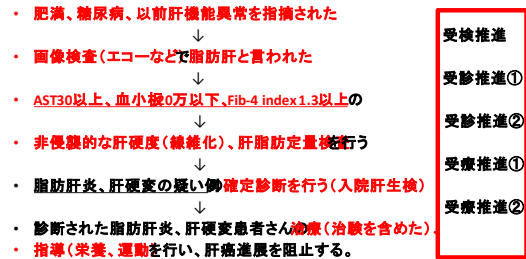 ・ 肥満、糖尿病、以前肝機能異常を指摘された
↓
・ 画像検査(エコーなどで脂肪肝と言われた
↓
・ AST30以上、血小板0万以下、Fib-4 index1.3以上の
↓
・ 非侵襲的な肝硬度(線維化)、肝脂肪定量検を行う
↓
・ 脂肪肝炎、肝硬変の疑い例確定診断を行う(入院肝生検)
↓
・ 診断された脂肪肝炎、肝硬変患者さんの治療(治験を含めた)
・ 指導(栄養、運動を行い、肝癌進展を阻止する。
受検推進
受診推進①
受診推進②
受療推進①
受療推進②